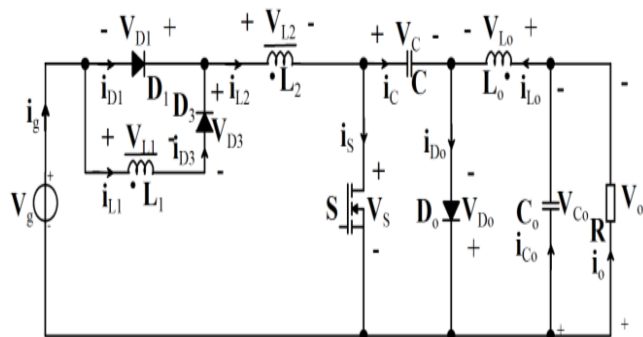 - V_D1 +
V_L2
-
+ V_C -
- V_Lo +
i_D1 D_1
+ i_L2 L_2
i_C C
L_o i_Lo
-
-
i_g
D_3
+ V_L1 - i_D3
V_D3
-
i_S
i_Do
+
V_g
+
-
i_L1 L_1
S
+
V_S
-
D_o
-
V_Do
+
C_o V_Co
i_Co
R
V_o
i_o
+
+